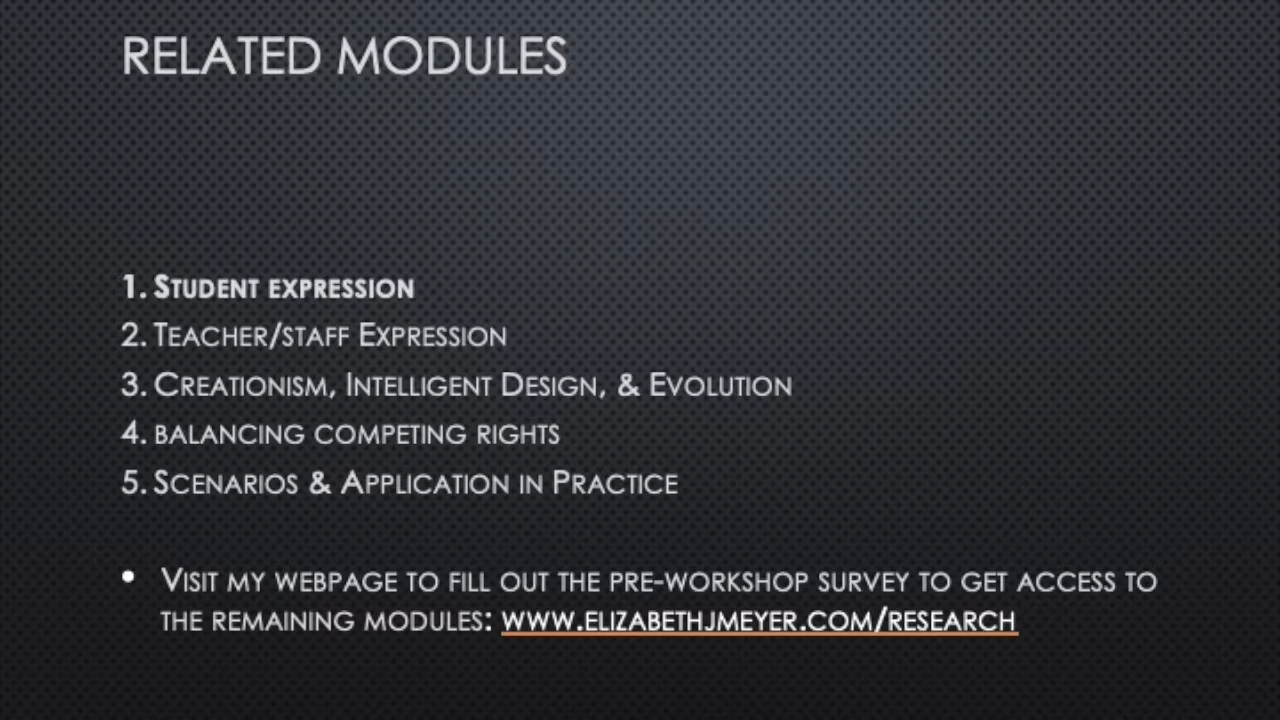 RELATED MODULES
1. STUDENT EXPRESSION
2. TEACHER/STAFF EXPRESSION
3. CREATIONISM, INTELLIGENT DESIGN, & EVOLUTION
4. BALANCING COMPETING RIGHTS
5. SCENARIOS & APPLICATION IN PRACTICE
• VISIT MY WEBPAGE TO FILL OUT THE PRE-WORKSHOP SURVEY TO GET ACCESS TO
THE REMAINING MODULES: WWW.ELIZABETHJMEYER.COM/RESEARCH